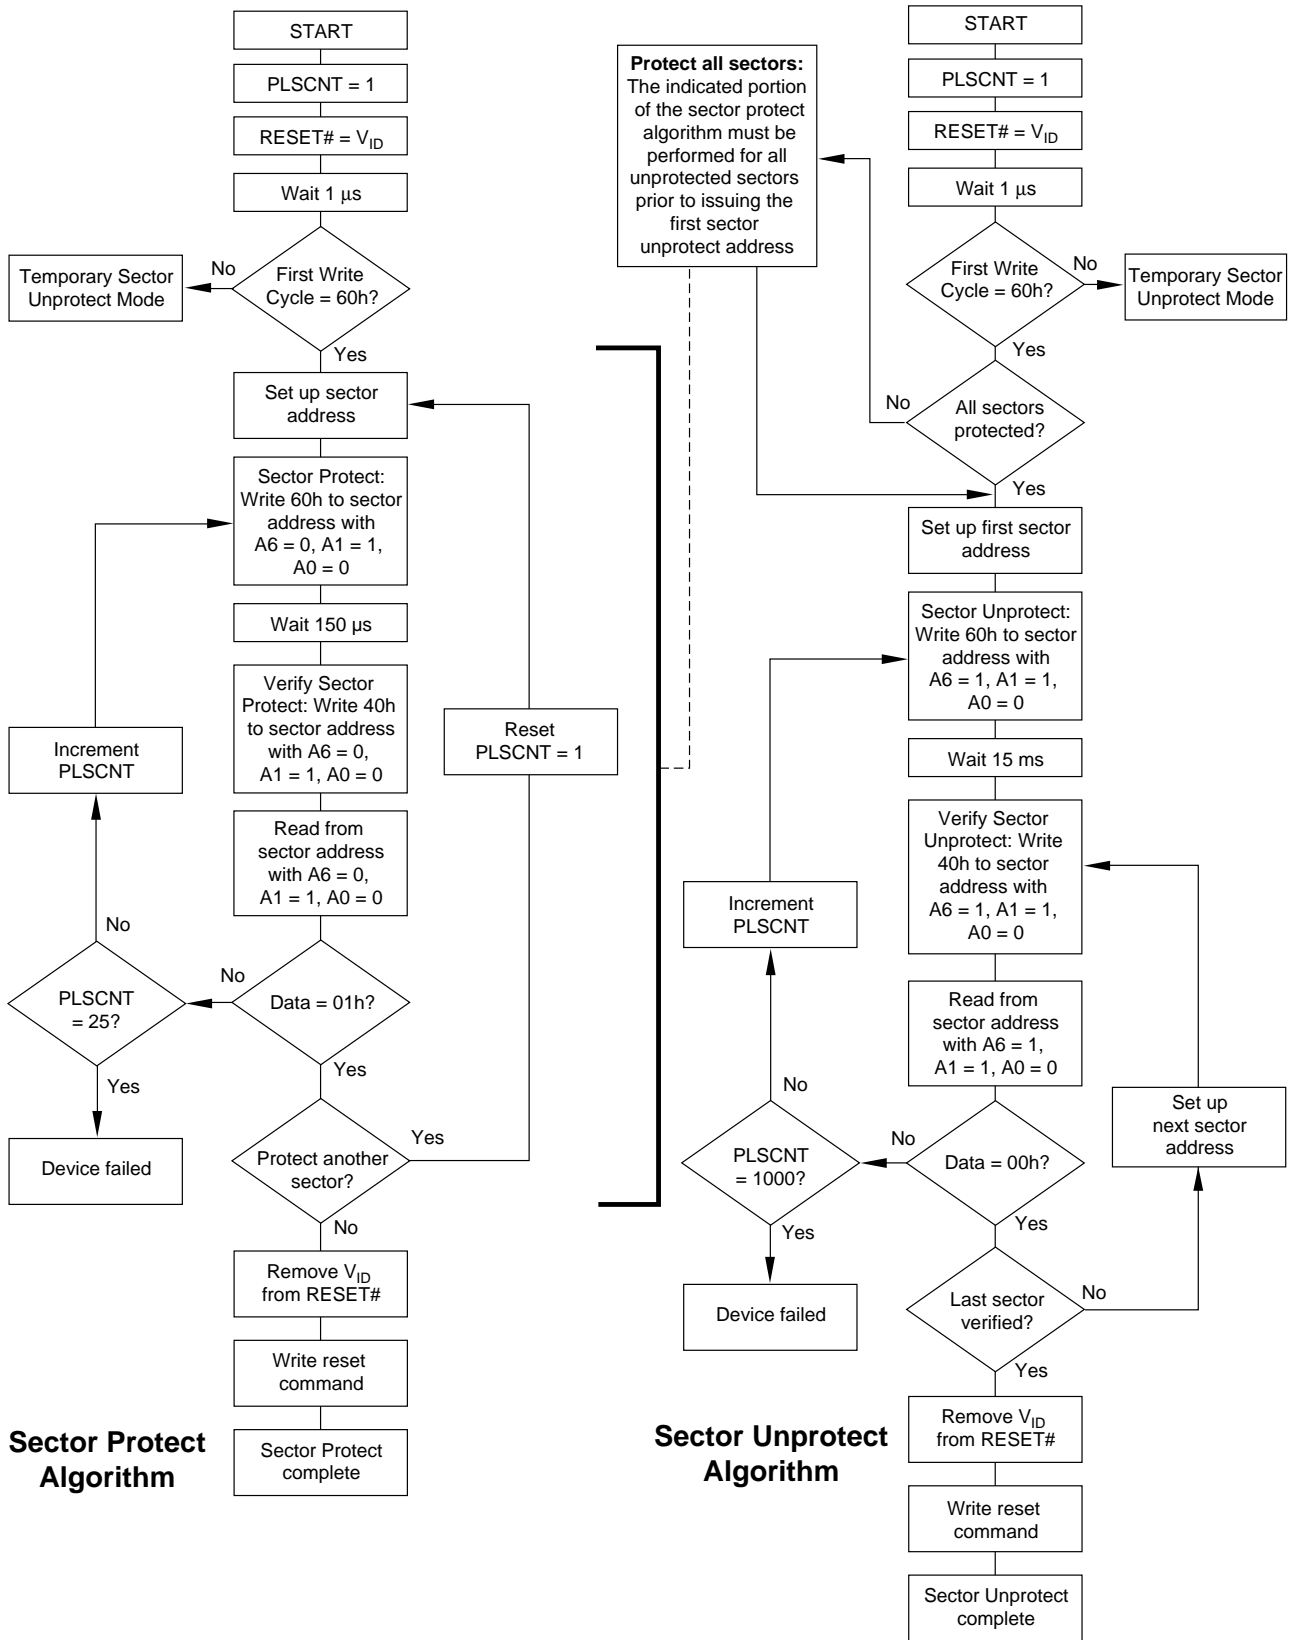 START
PLSCNT = 1
RESET# = VID
Wait 1 μs
First Write
Cycle = 60h?
No
Temporary Sector
Unprotect Mode
Yes
Set up sector
address
Sector Protect:
Write 60h to sector
address with
A6 = 0, A1 = 1,
A0 = 0
Wait 150 µs
Verify Sector
Protect: Write 40h
to sector address
with A6 = 0,
A1 = 1, A0 = 0
Reset
PLSCNT = 1
Increment
PLSCNT
Read from
sector address
with A6 = 0,
A1 = 1, A0 = 0
No
No
PLSCNT
= 25?
Data = 01h?
Yes
Yes
Device failed
Protect another
sector?
Yes
No
Remove VID
from RESET#
Write reset
command
Sector Protect
complete
Sector Protect
Algorithm
Protect all sectors:
The indicated portion
of the sector protect
algorithm must be
performed for all
unprotected sectors
prior to issuing the
first sector
unprotect address
START
PLSCNT = 1
RESET# = VID
Wait 1 μs
First Write
Cycle = 60h?
No
Temporary Sector
Unprotect Mode
Yes
No
All sectors
protected?
Yes
Set up first sector
address
Sector Unprotect:
Write 60h to sector
address with
A6 = 1, A1 = 1,
A0 = 0
Wait 15 ms
Verify Sector
Unprotect: Write
40h to sector
address with
A6 = 1, A1 = 1,
A0 = 0
Increment
PLSCNT
Read from
sector address
with A6 = 1,
A1 = 1, A0 = 0
No
No
PLSCNT
= 1000?
Data = 00h?
Set up
next sector
address
Yes
Yes
Device failed
Last sector
verified?
No
Yes
Remove VID
from RESET#
Write reset
command
Sector Unprotect
complete
Sector Unprotect
Algorithm